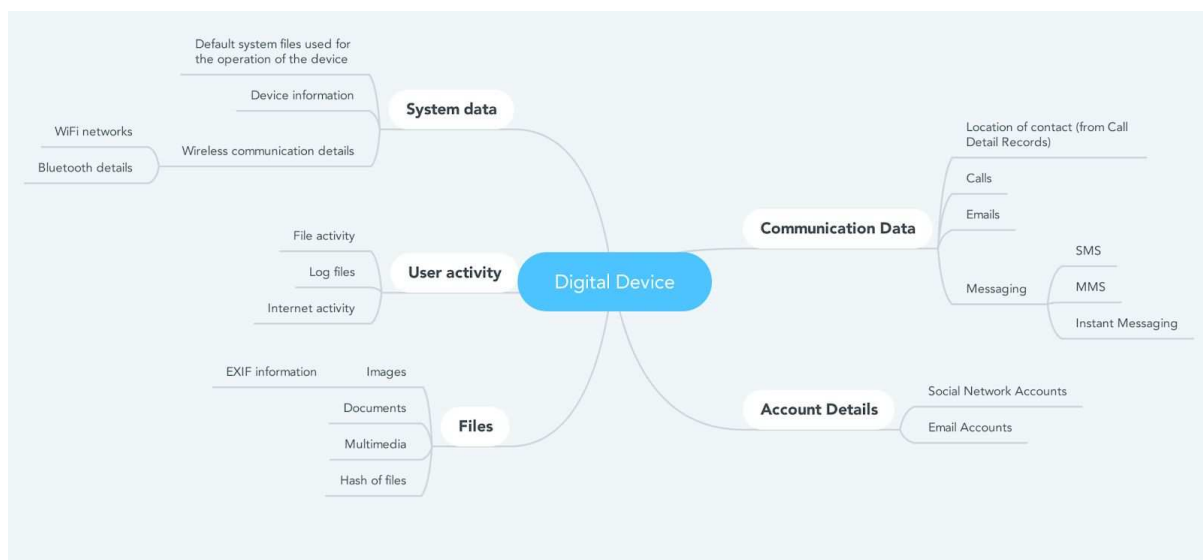 Digital Device
System data
Default system files used for
the operation of the device
Device information
Wireless communication details
WiFi networks
Bluetooth details
User activity
File activity
Log files
Internet activity
Files
Images
EXIF information
Documents
Multimedia
Hash of files
Communication Data
Location of contact (from Call
Detail Records)
Calls
Emails
Messaging
SMS
MMS
Instant Messaging
Account Details
Social Network Accounts
Email Accounts